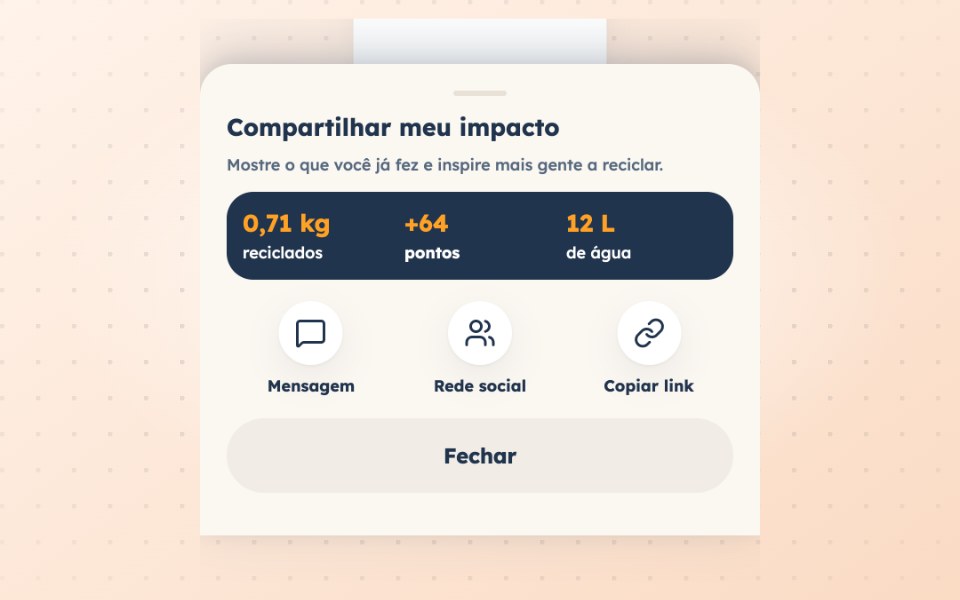 Compartilhar meu impacto
Mostre o que você já fez e inspire mais gente a reciclar.
0,71 kg
reciclados
+64
pontos
12 L
de água
Mensagem
Rede social
Copiar link
Fechar